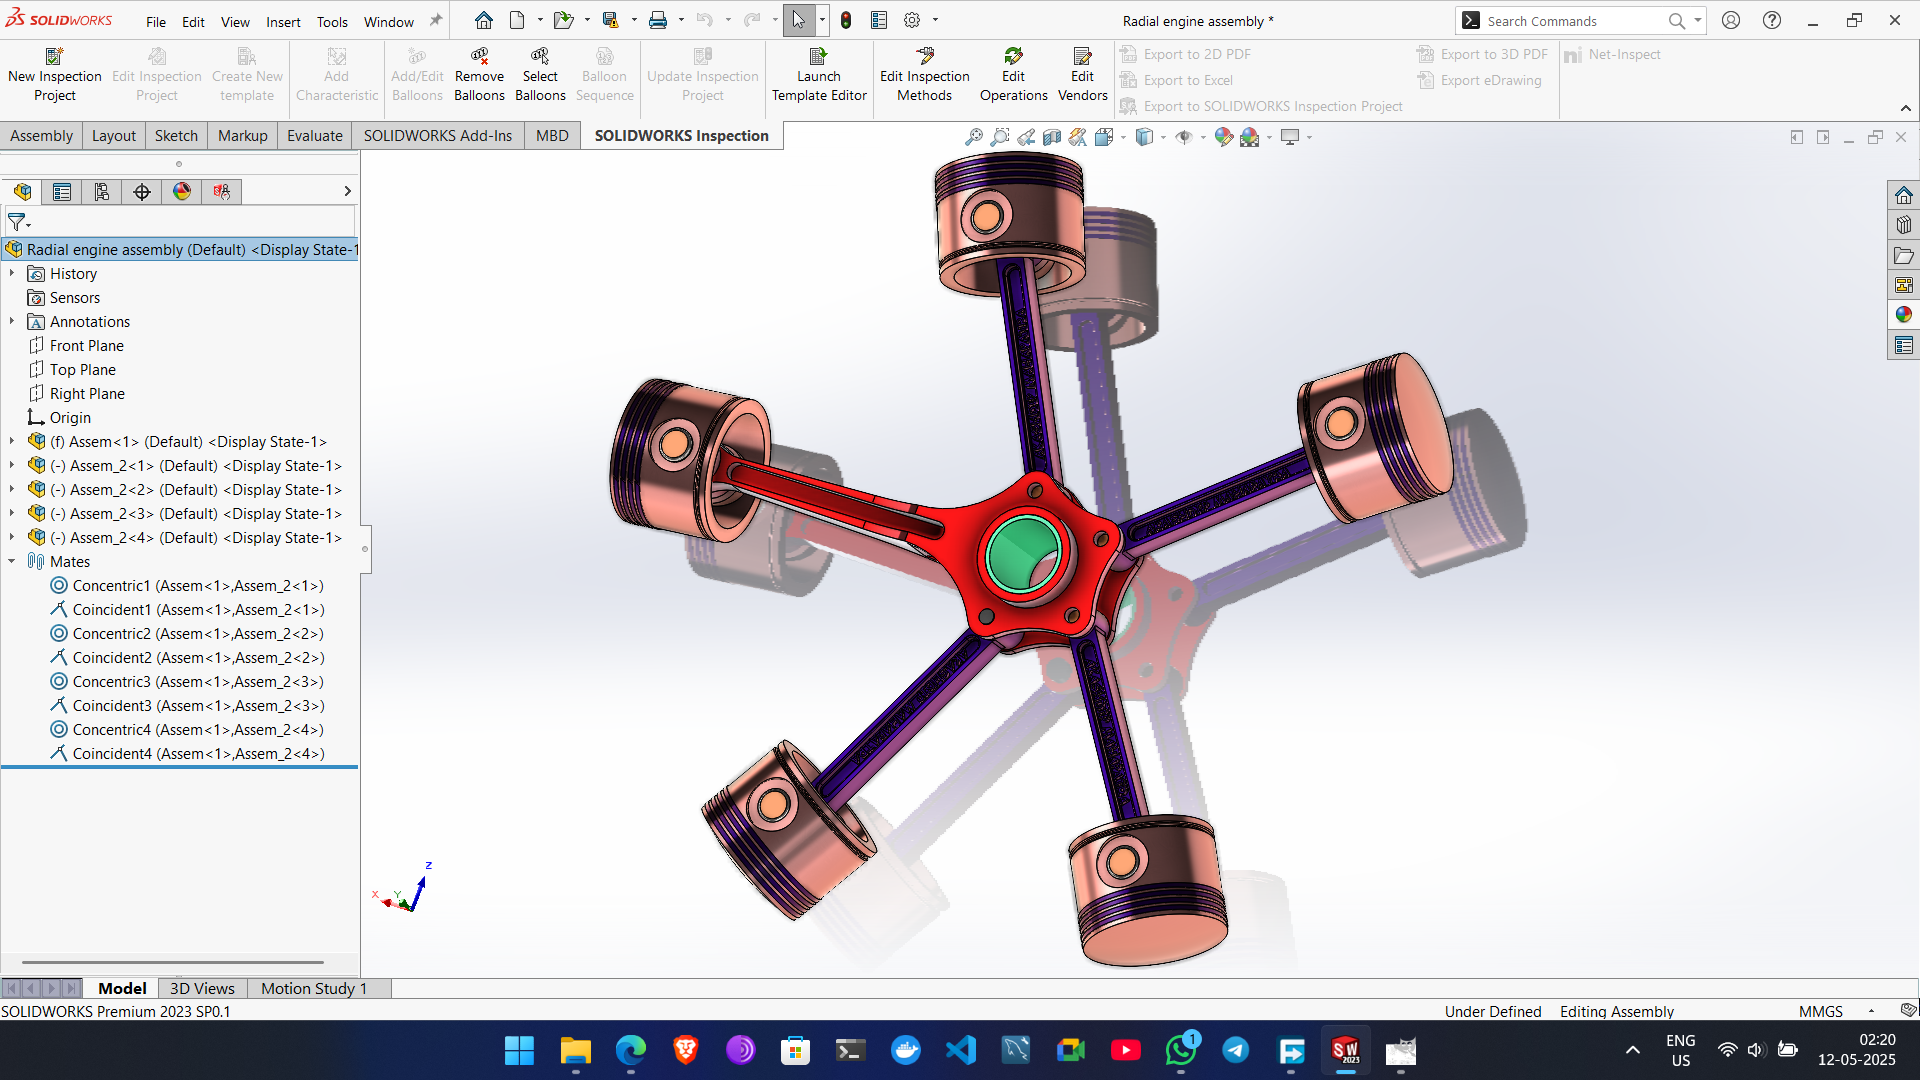 SOLIDWORKS
File Edit View Insert Tools Window
Radial engine assembly *
Search Commands
New Inspection Project
Edit Inspection Project
Create New template
Add Characteristic
Add/Edit Balloons
Remove Balloons
Select Balloons
Balloon Sequence
Update Inspection Project
Launch Template Editor
Edit Inspection Methods
Edit Operations
Edit Vendors
Export to 2D PDF
Export to Excel
Export to SOLIDWORKS Inspection Project
Export to 3D PDF
Export eDrawing
Net-Inspect
Assembly Layout Sketch Markup Evaluate SOLIDWORKS Add-Ins MBD SOLIDWORKS Inspection
Radial engine assembly (Default) <Display State-1
History
Sensors
Annotations
Front Plane
Top Plane
Right Plane
Origin
(f) Assem<1> (Default) <Display State-1>
(-) Assem_2<1> (Default) <Display State-1>
(-) Assem_2<2> (Default) <Display State-1>
(-) Assem_2<3> (Default) <Display State-1>
(-) Assem_2<4> (Default) <Display State-1>
Mates
Concentric1 (Assem<1>,Assem_2<1>)
Coincident1 (Assem<1>,Assem_2<1>)
Concentric2 (Assem<1>,Assem_2<2>)
Coincident2 (Assem<1>,Assem_2<2>)
Concentric3 (Assem<1>,Assem_2<3>)
Coincident3 (Assem<1>,Assem_2<3>)
Concentric4 (Assem<1>,Assem_2<4>)
Coincident4 (Assem<1>,Assem_2<4>)
Z
X Y
Model 3D Views Motion Study 1
SOLIDWORKS Premium 2023 SP0.1
Under Defined Editing Assembly MMGS
1
SW 2023
ENG US
02:20
12-05-2025